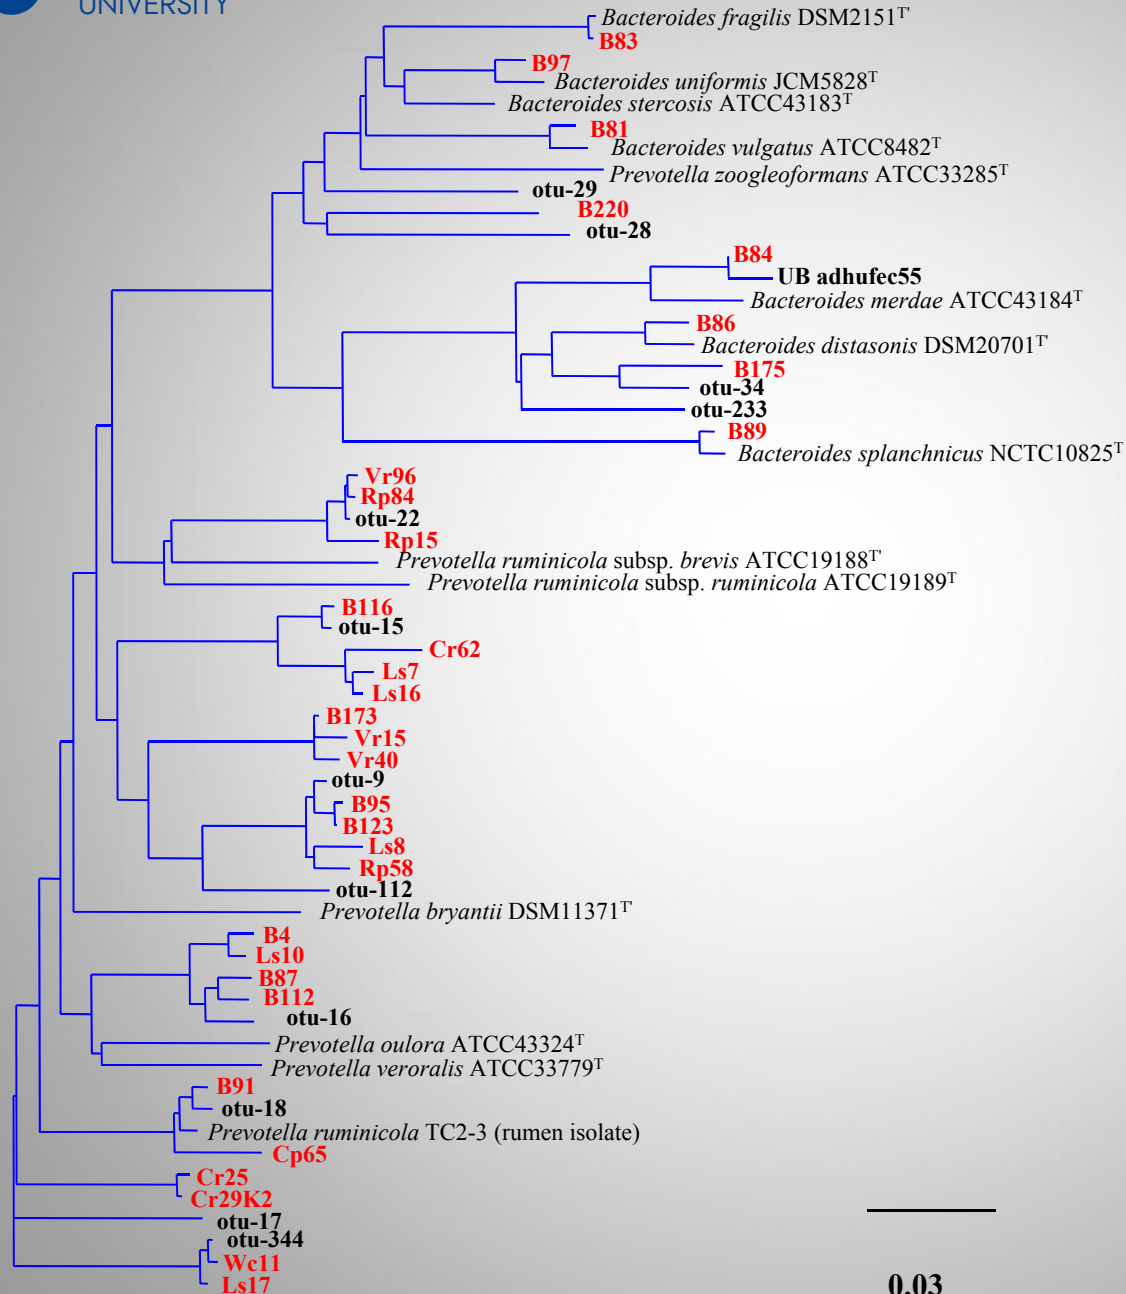 UNIVERSITY
Bacteroides fragilis DSM2151T'
B83
B97
Bacteroides uniformis JCM5828T
Bacteroides stercosis ATCC43183T
B81
Bacteroides vulgatus ATCC8482T
Prevotella zoogleoformans ATCC33285T
otu-29
B220
otu-28
B84
UB adhufec55
Bacteroides merdae ATCC43184T
B86
Bacteroides distasonis DSM20701T'
B175
otu-34
otu-233
B89
Bacteroides splanchnicus NCTC10825T
Vr96
Rp84
otu-22
Rp15
Prevotella ruminicola subsp. brevis ATCC19188T'
Prevotella ruminicola subsp. ruminicola ATCC19189T
B116
otu-15
Cr62
Ls7
Ls16
B173
Vr15
Vr40
otu-9
B95
B123
Ls8
Rp58
otu-112
Prevotella bryantii DSM11371T'
B4
Ls10
B87
B112
otu-16
Prevotella oulora ATCC43324T
Prevotella veroralis ATCC33779T
B91
otu-18
Prevotella ruminicola TC2-3 (rumen isolate)
Cp65
Cr25
Cr29K2
otu-17
otu-344
Wc11
Ls17
0.03